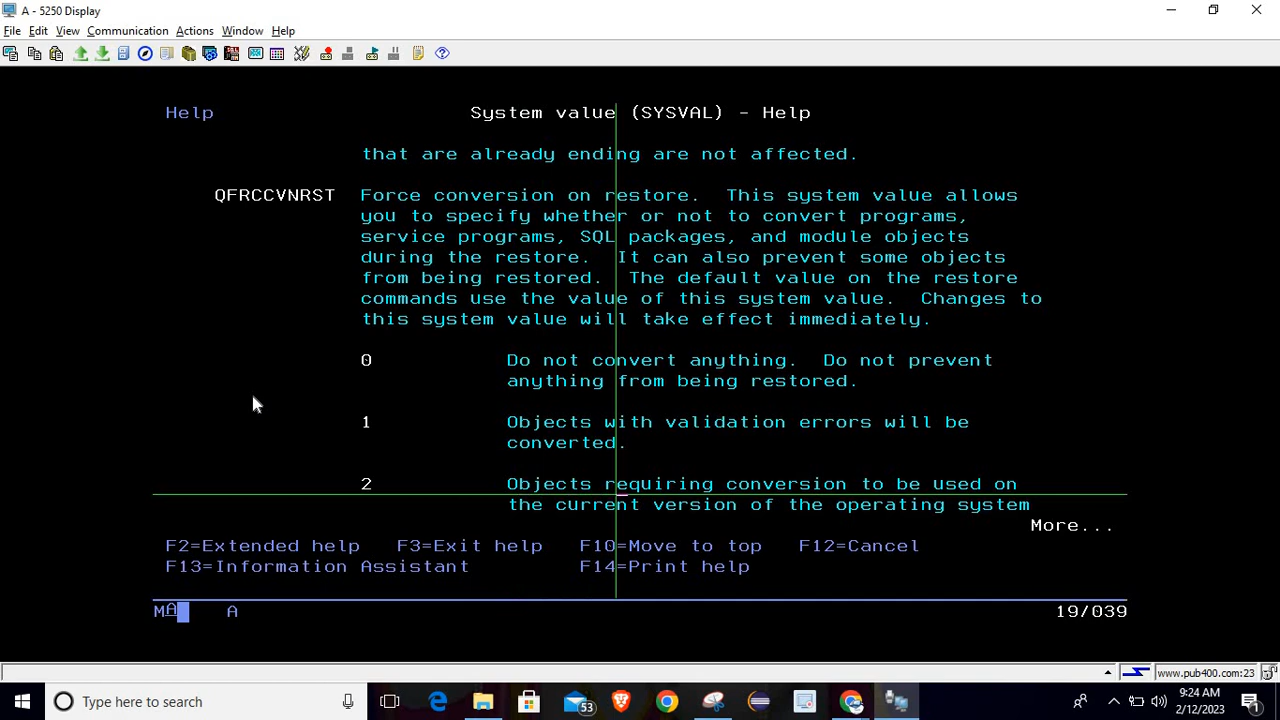 A - 5250 Display
File Edit View Communication Actions Window Help
Help System value (SYSVAL) - Help
that are already ending are not affected.
QFRCCVNRST Force conversion on restore. This system value allows
you to specify whether or not to convert programs,
service programs, SQL packages, and module objects
during the restore. It can also prevent some objects
from being restored. The default value on the restore
commands use the value of this system value. Changes to
this system value will take effect immediately.
0 Do not convert anything. Do not prevent
anything from being restored.
1 Objects with validation errors will be
converted.
2 Objects requiring conversion to be used on
the current version of the operating system
More...
F2=Extended help F3=Exit help F10=Move to top F12=Cancel
F13=Information Assistant F14=Print help
MA A 19/039
www.pub400.com:23
Type here to search 53 9:24 AM
2/12/2023 1